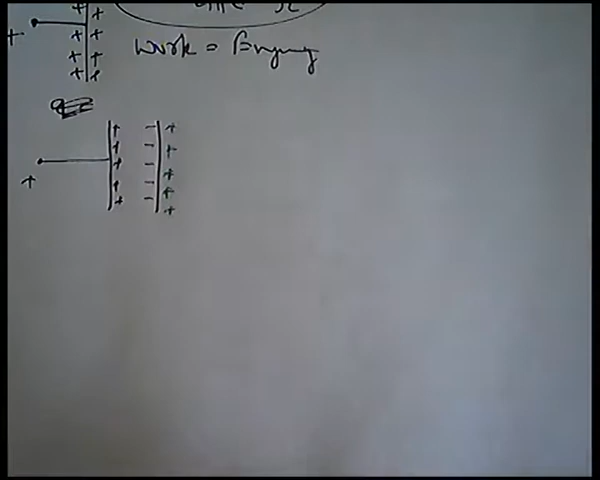 + +
+ + +
+ +
+ +
work = Energy
+ - +
+ - +
+ - +
+ + - +
+ - +
+